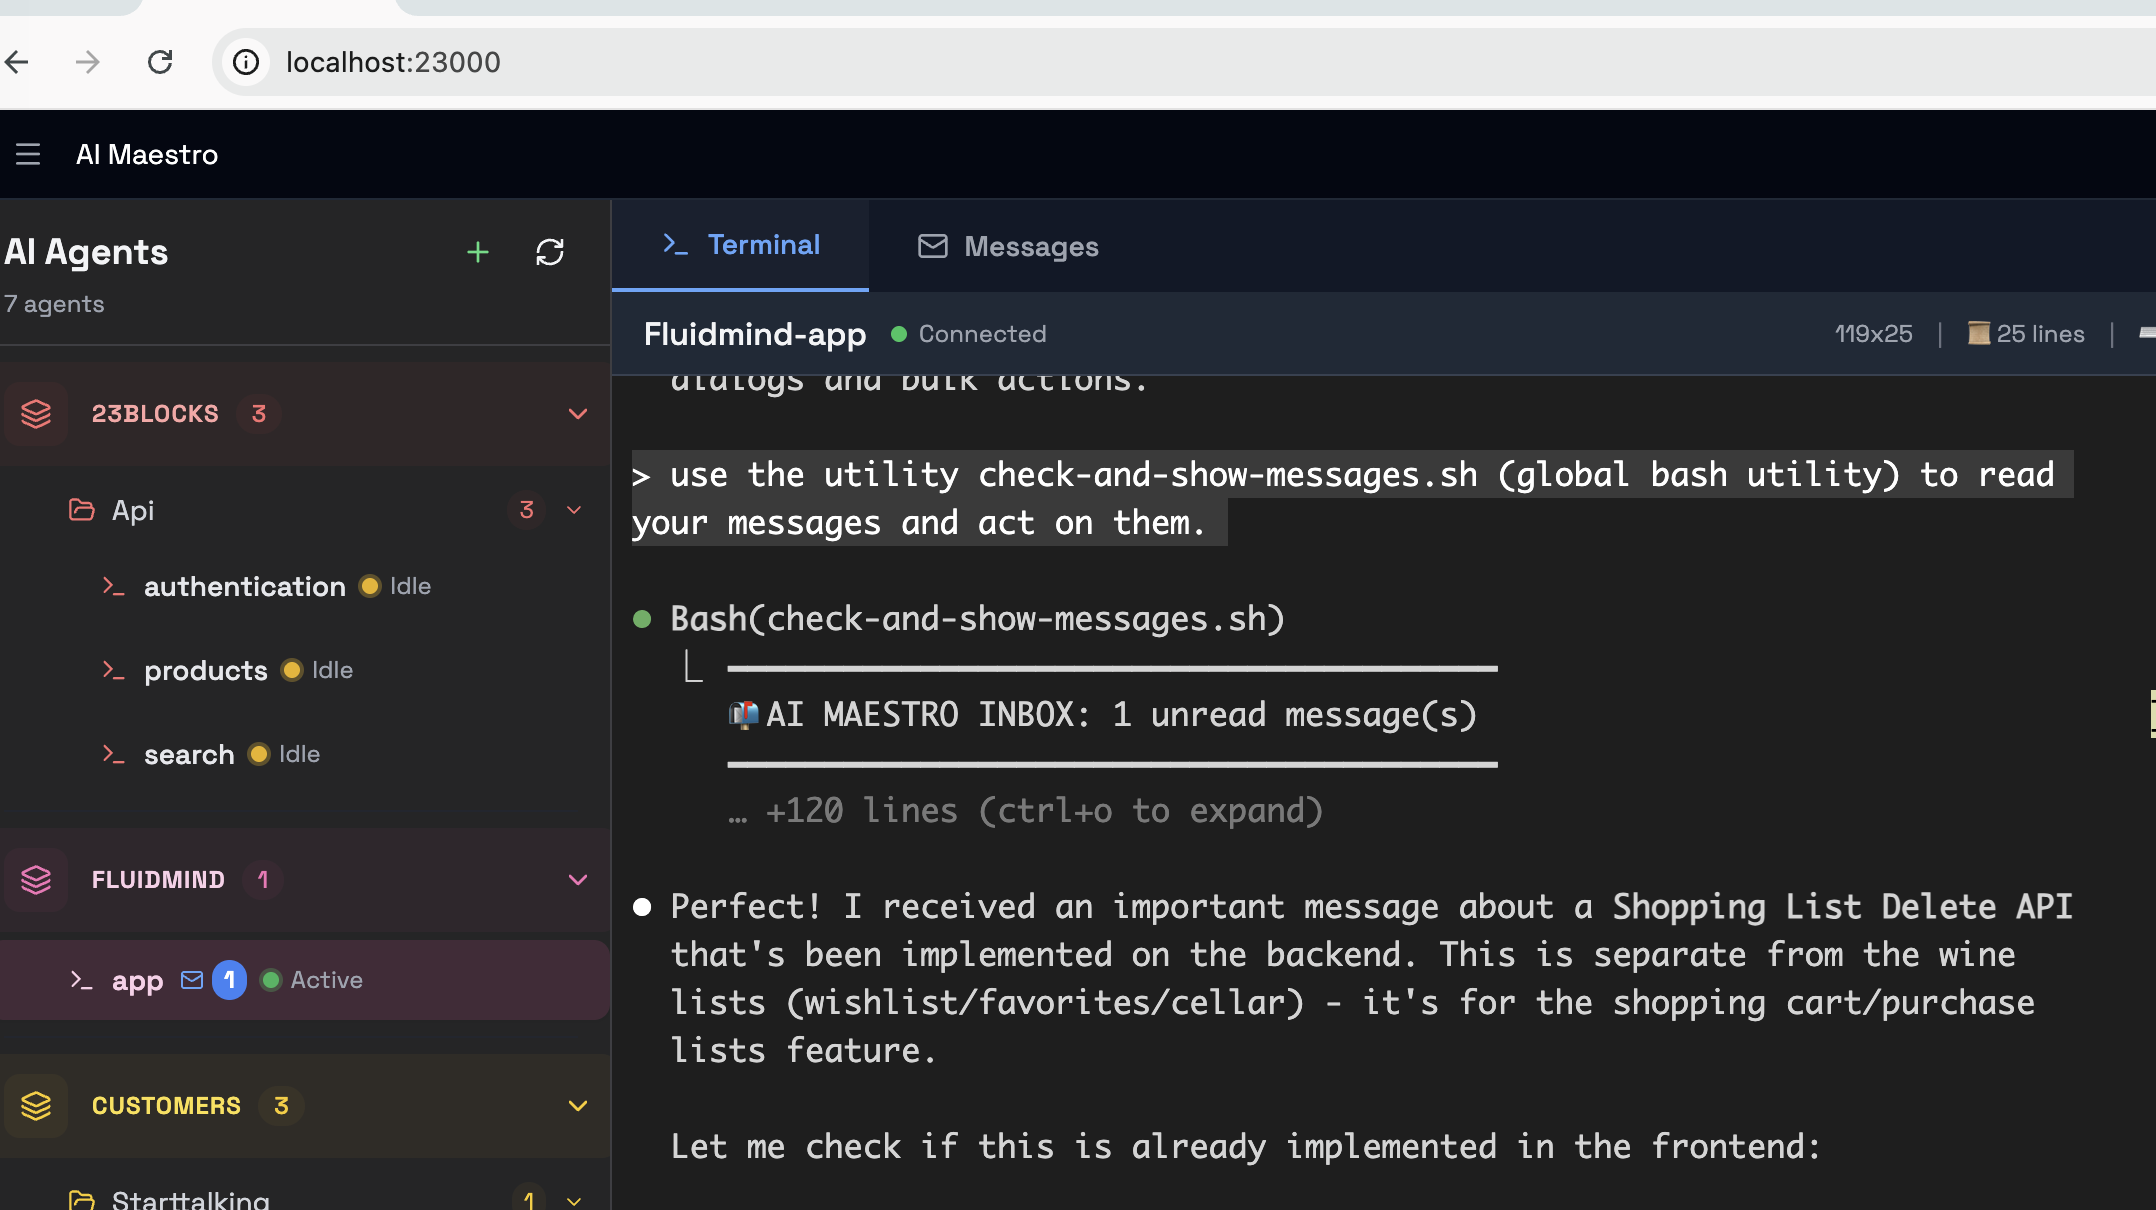 localhost:23000
AI Maestro
AI Agents
7 agents
23BLOCKS 3
Api 3
>_ authentication Idle
>_ products Idle
>_ search Idle
FLUIDMIND 1
>_ app 1 Active
CUSTOMERS 3
Starttalking 1
>_ Terminal
Messages
Fluidmind-app Connected
119x25 | 25 lines |
dialogs and bulk actions.
> use the utility check-and-show-messages.sh (global bash utility) to read
your messages and act on them.
Bash(check-and-show-messages.sh)
AI MAESTRO INBOX: 1 unread message(s)
… +120 lines (ctrl+o to expand)
Perfect! I received an important message about a Shopping List Delete API
that's been implemented on the backend. This is separate from the wine
lists (wishlist/favorites/cellar) - it's for the shopping cart/purchase
lists feature.
Let me check if this is already implemented in the frontend: